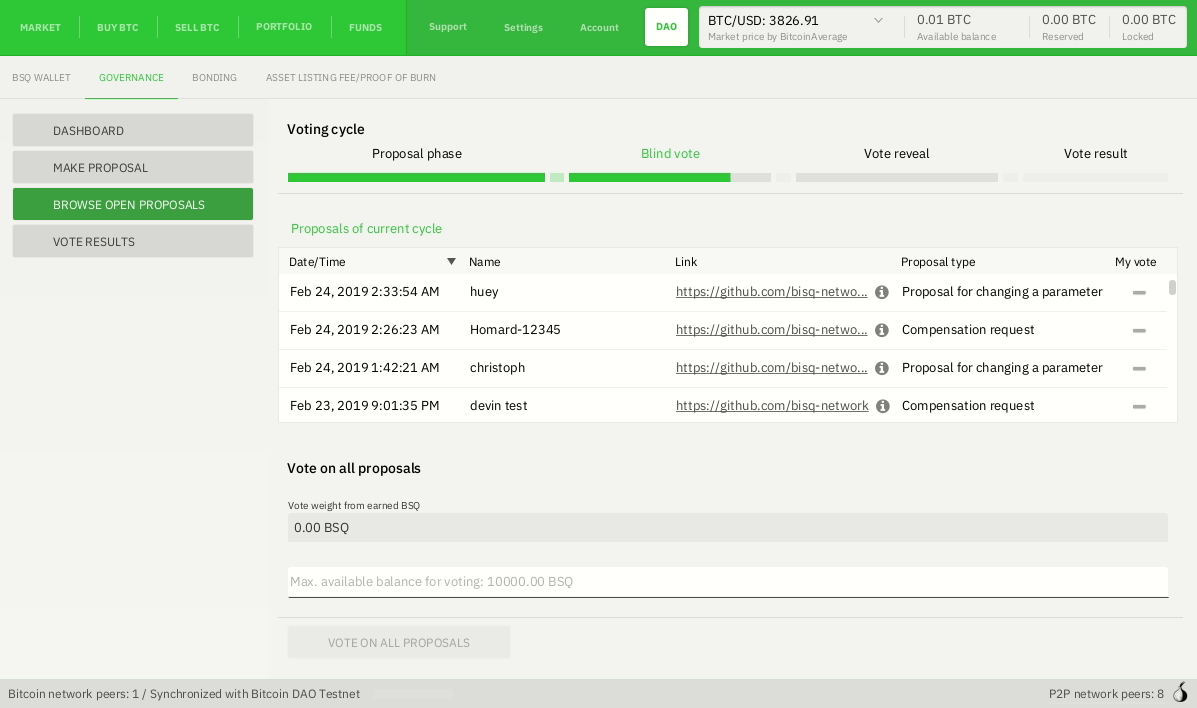 MARKET BUY BTC SELL BTC PORTFOLIO FUNDS Support Settings Account DAO
BTC/USD: 3826.91 0.01 BTC 0.00 BTC 0.00 BTC
Market price by BitcoinAverage Available balance Reserved Locked
BSQ WALLET GOVERNANCE BONDING ASSET LISTING FEE/PROOF OF BURN
DASHBOARD
MAKE PROPOSAL
BROWSE OPEN PROPOSALS
VOTE RESULTS
Voting cycle
Proposal phase Blind vote Vote reveal Vote result
Proposals of current cycle
Date/Time Name Link Proposal type My vote
Feb 24, 2019 2:33:54 AM huey https://github.com/bisq-netwo... Proposal for changing a parameter
Feb 24, 2019 2:26:23 AM Homard-12345 https://github.com/bisq-netwo... Compensation request
Feb 24, 2019 1:42:21 AM christoph https://github.com/bisq-netwo... Proposal for changing a parameter
Feb 23, 2019 9:01:35 PM devin test https://github.com/bisq-network Compensation request
Vote on all proposals
Vote weight from earned BSQ
0.00 BSQ
Max. available balance for voting: 10000.00 BSQ
VOTE ON ALL PROPOSALS
Bitcoin network peers: 1 / Synchronized with Bitcoin DAO Testnet P2P network peers: 8